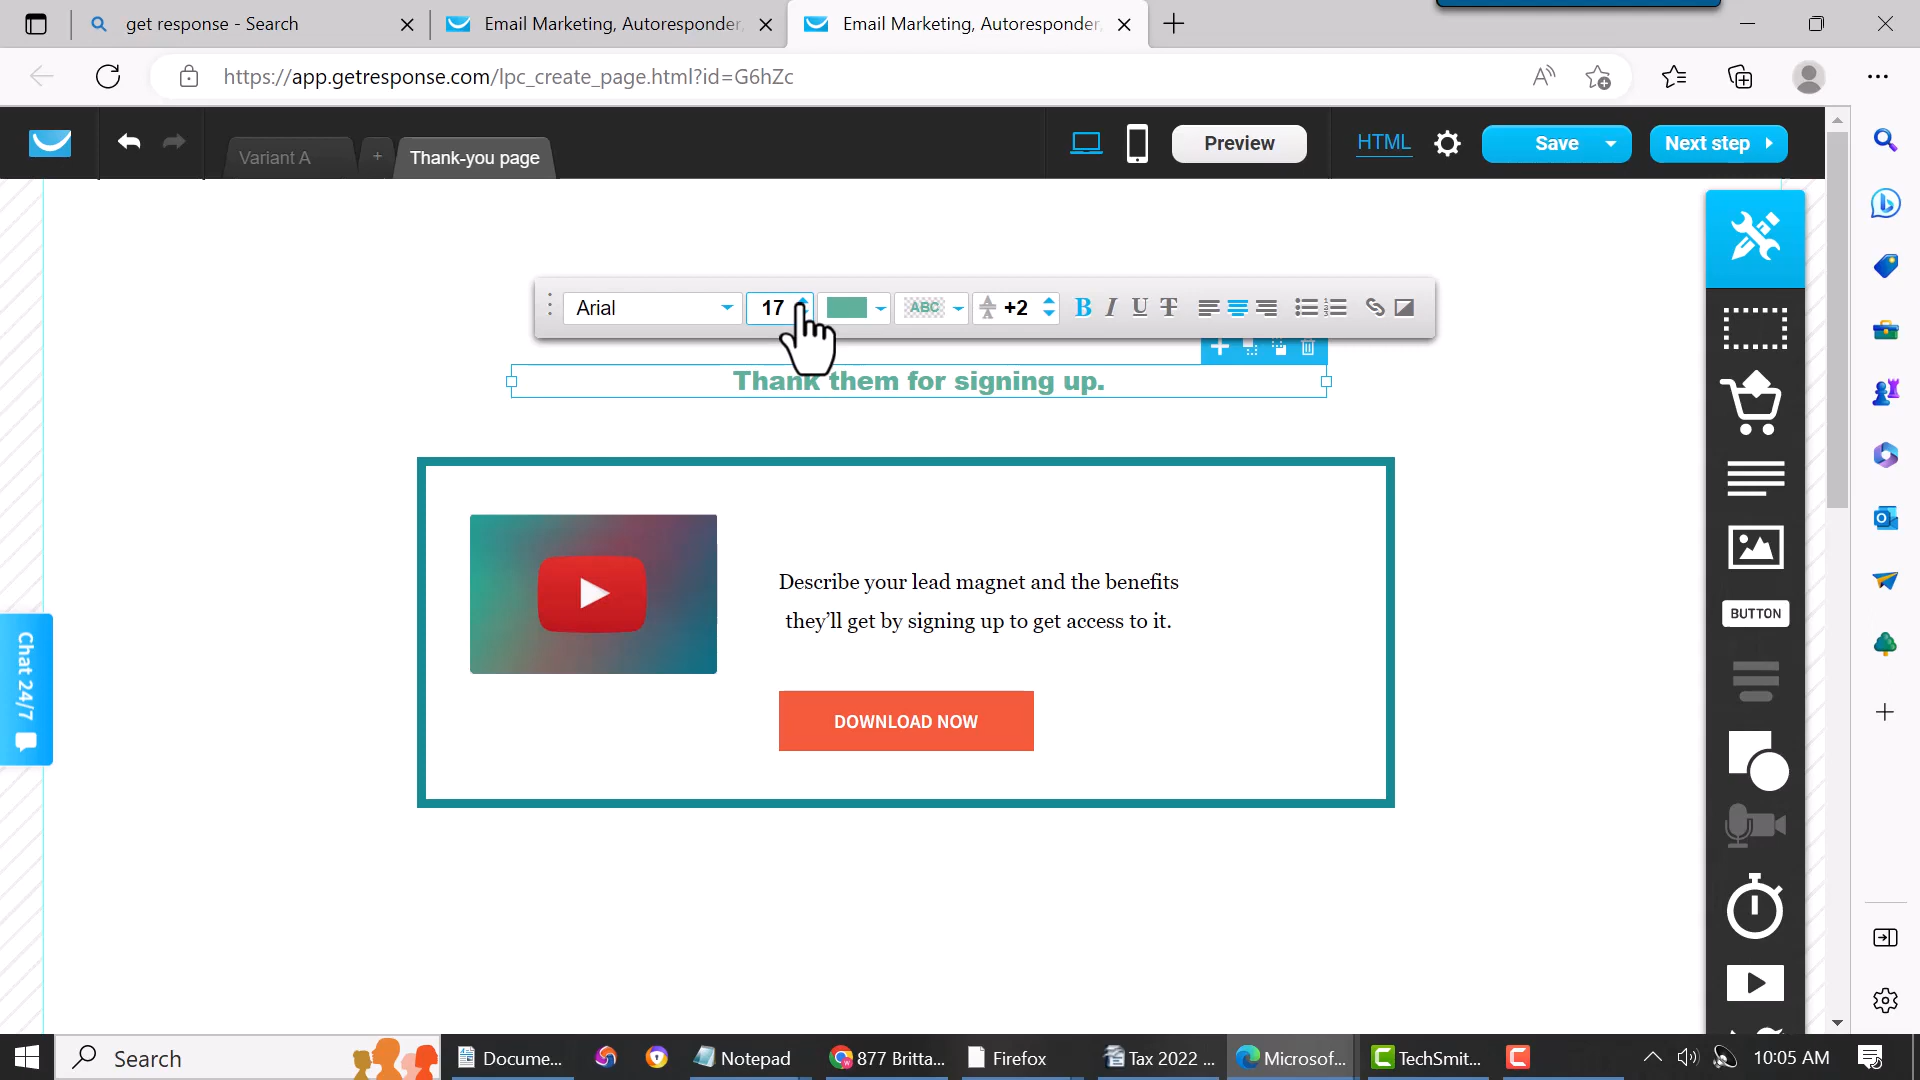 get response - Search
Email Marketing, Autoresponder,
Email Marketing, Autoresponder,
https://app.getresponse.com/lpc_create_page.html?id=G6hZc
Variant A
+
Thank-you page
Preview
HTML
Save
Next step
Arial
17
ABC
+2
B I U T
Thank them for signing up.
Describe your lead magnet and the benefits
they’ll get by signing up to get access to it.
DOWNLOAD NOW
BUTTON
Chat 24/7
Search
Docume...
Notepad
877 Britta...
Firefox
Tax 2022 ...
Microsof...
TechSmit...
10:05 AM